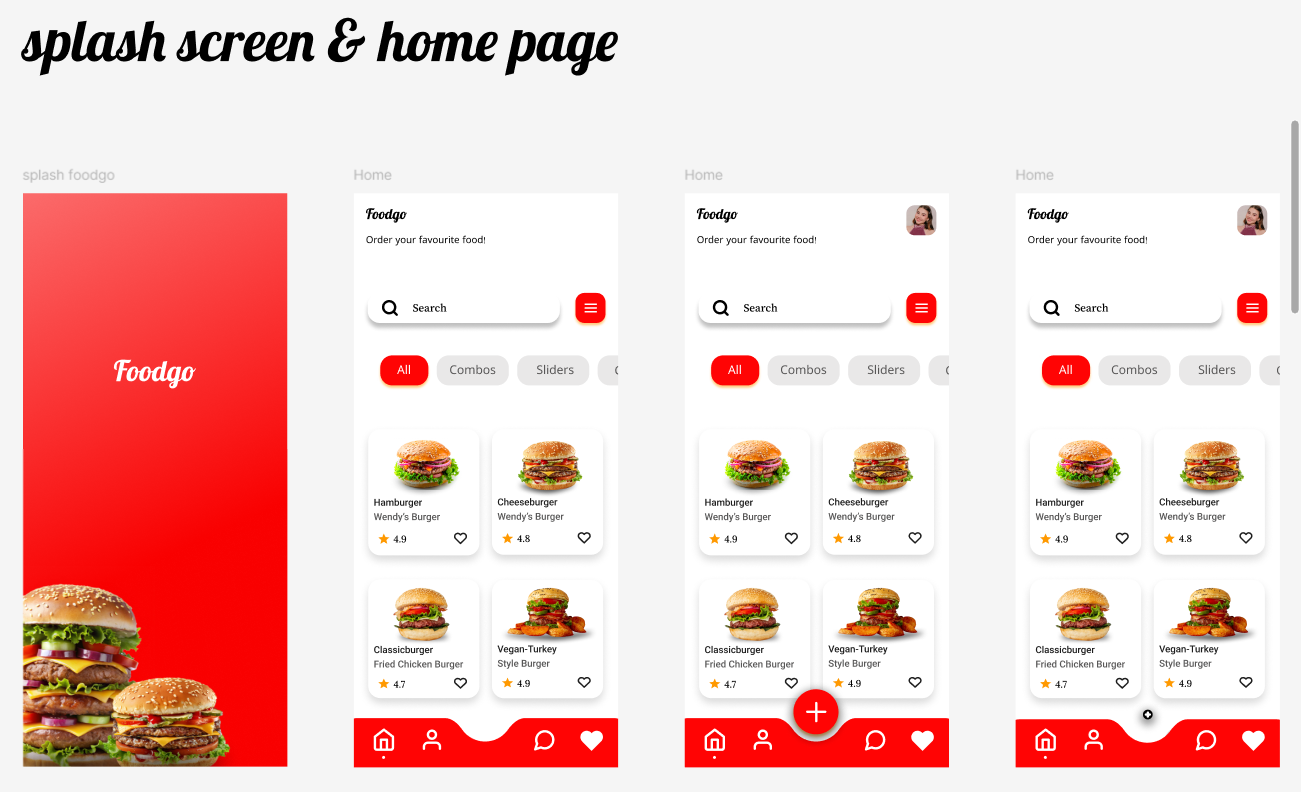 splash screen & home page
splash foodgo
Foodgo
Home
Foodgo
Order your favourite food!
Search
All Combos Sliders
Hamburger
Wendy's Burger
4.9
Cheeseburger
Wendy's Burger
4.8
Classicburger
Fried Chicken Burger
4.7
Vegan-Turkey
Style Burger
4.9
Home
Foodgo
Order your favourite food!
Search
All Combos Sliders
Hamburger
Wendy's Burger
4.9
Cheeseburger
Wendy's Burger
4.8
Classicburger
Fried Chicken Burger
4.7
Vegan-Turkey
Style Burger
4.9
Home
Foodgo
Order your favourite food!
Search
All Combos Sliders
Hamburger
Wendy's Burger
4.9
Cheeseburger
Wendy's Burger
4.8
Classicburger
Fried Chicken Burger
4.7
Vegan-Turkey
Style Burger
4.9